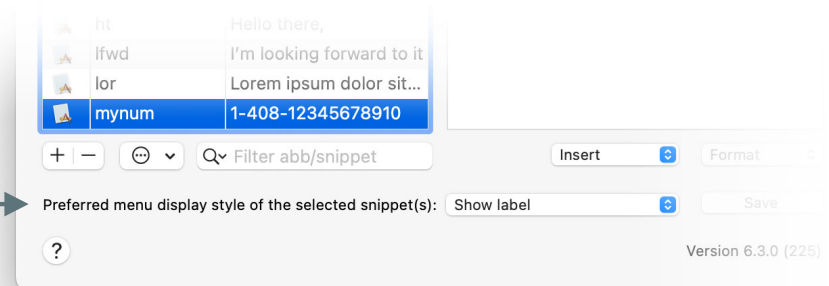 ht Hello there,
lfwd I'm looking forward to it
lor Lorem ipsum dolor sit...
mynum 1-408-12345678910
Filter abb/snippet Insert Format
Preferred menu display style of the selected snippet(s): Show label Save
? Version 6.3.0 (225)